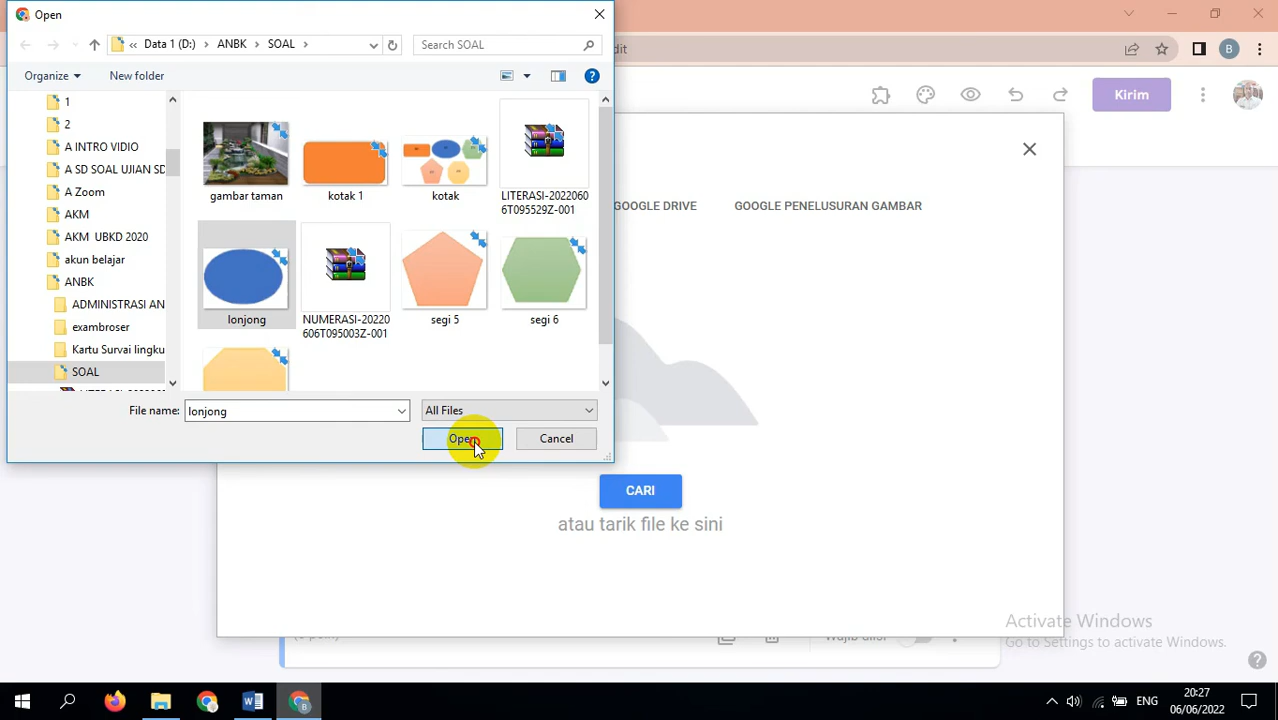 Open
Data 1 (D:) > ANBK > SOAL >
Search SOAL
Organize
New folder
1
2
A INTRO VIDIO
A SD SOAL UJIAN SD
A Zoom
AKM
AKM UBKD 2020
akun belajar
ANBK
ADMINISTRASI AN
exambroser
Kartu Survai lingku
SOAL
gambar taman
kotak 1
kotak
LITERASI-2022060
6T095529Z-001
lonjong
NUMERASI-20220
606T095003Z-001
segi 5
segi 6
File name:
lonjong
All Files
Open
Cancel
dit
Kirim
GOOGLE DRIVE
GOOGLE PENELUSURAN GAMBAR
CARI
atau tarik file ke sini
Activate Windows
Go to Settings to activate Windows.
ENG
20:27
06/06/2022